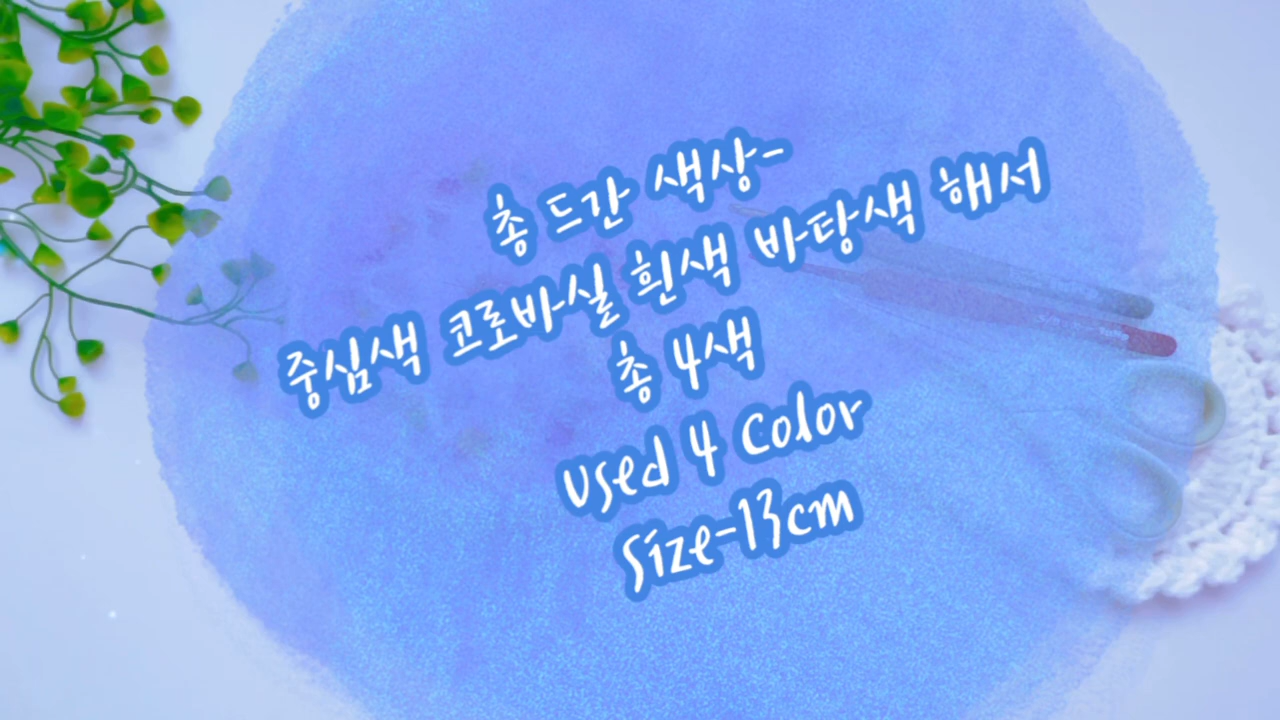 총 드간 색상-
중심색 코로바실 흰색 바탕색 해서
총 4색
Used 4 Color
Size-13cm